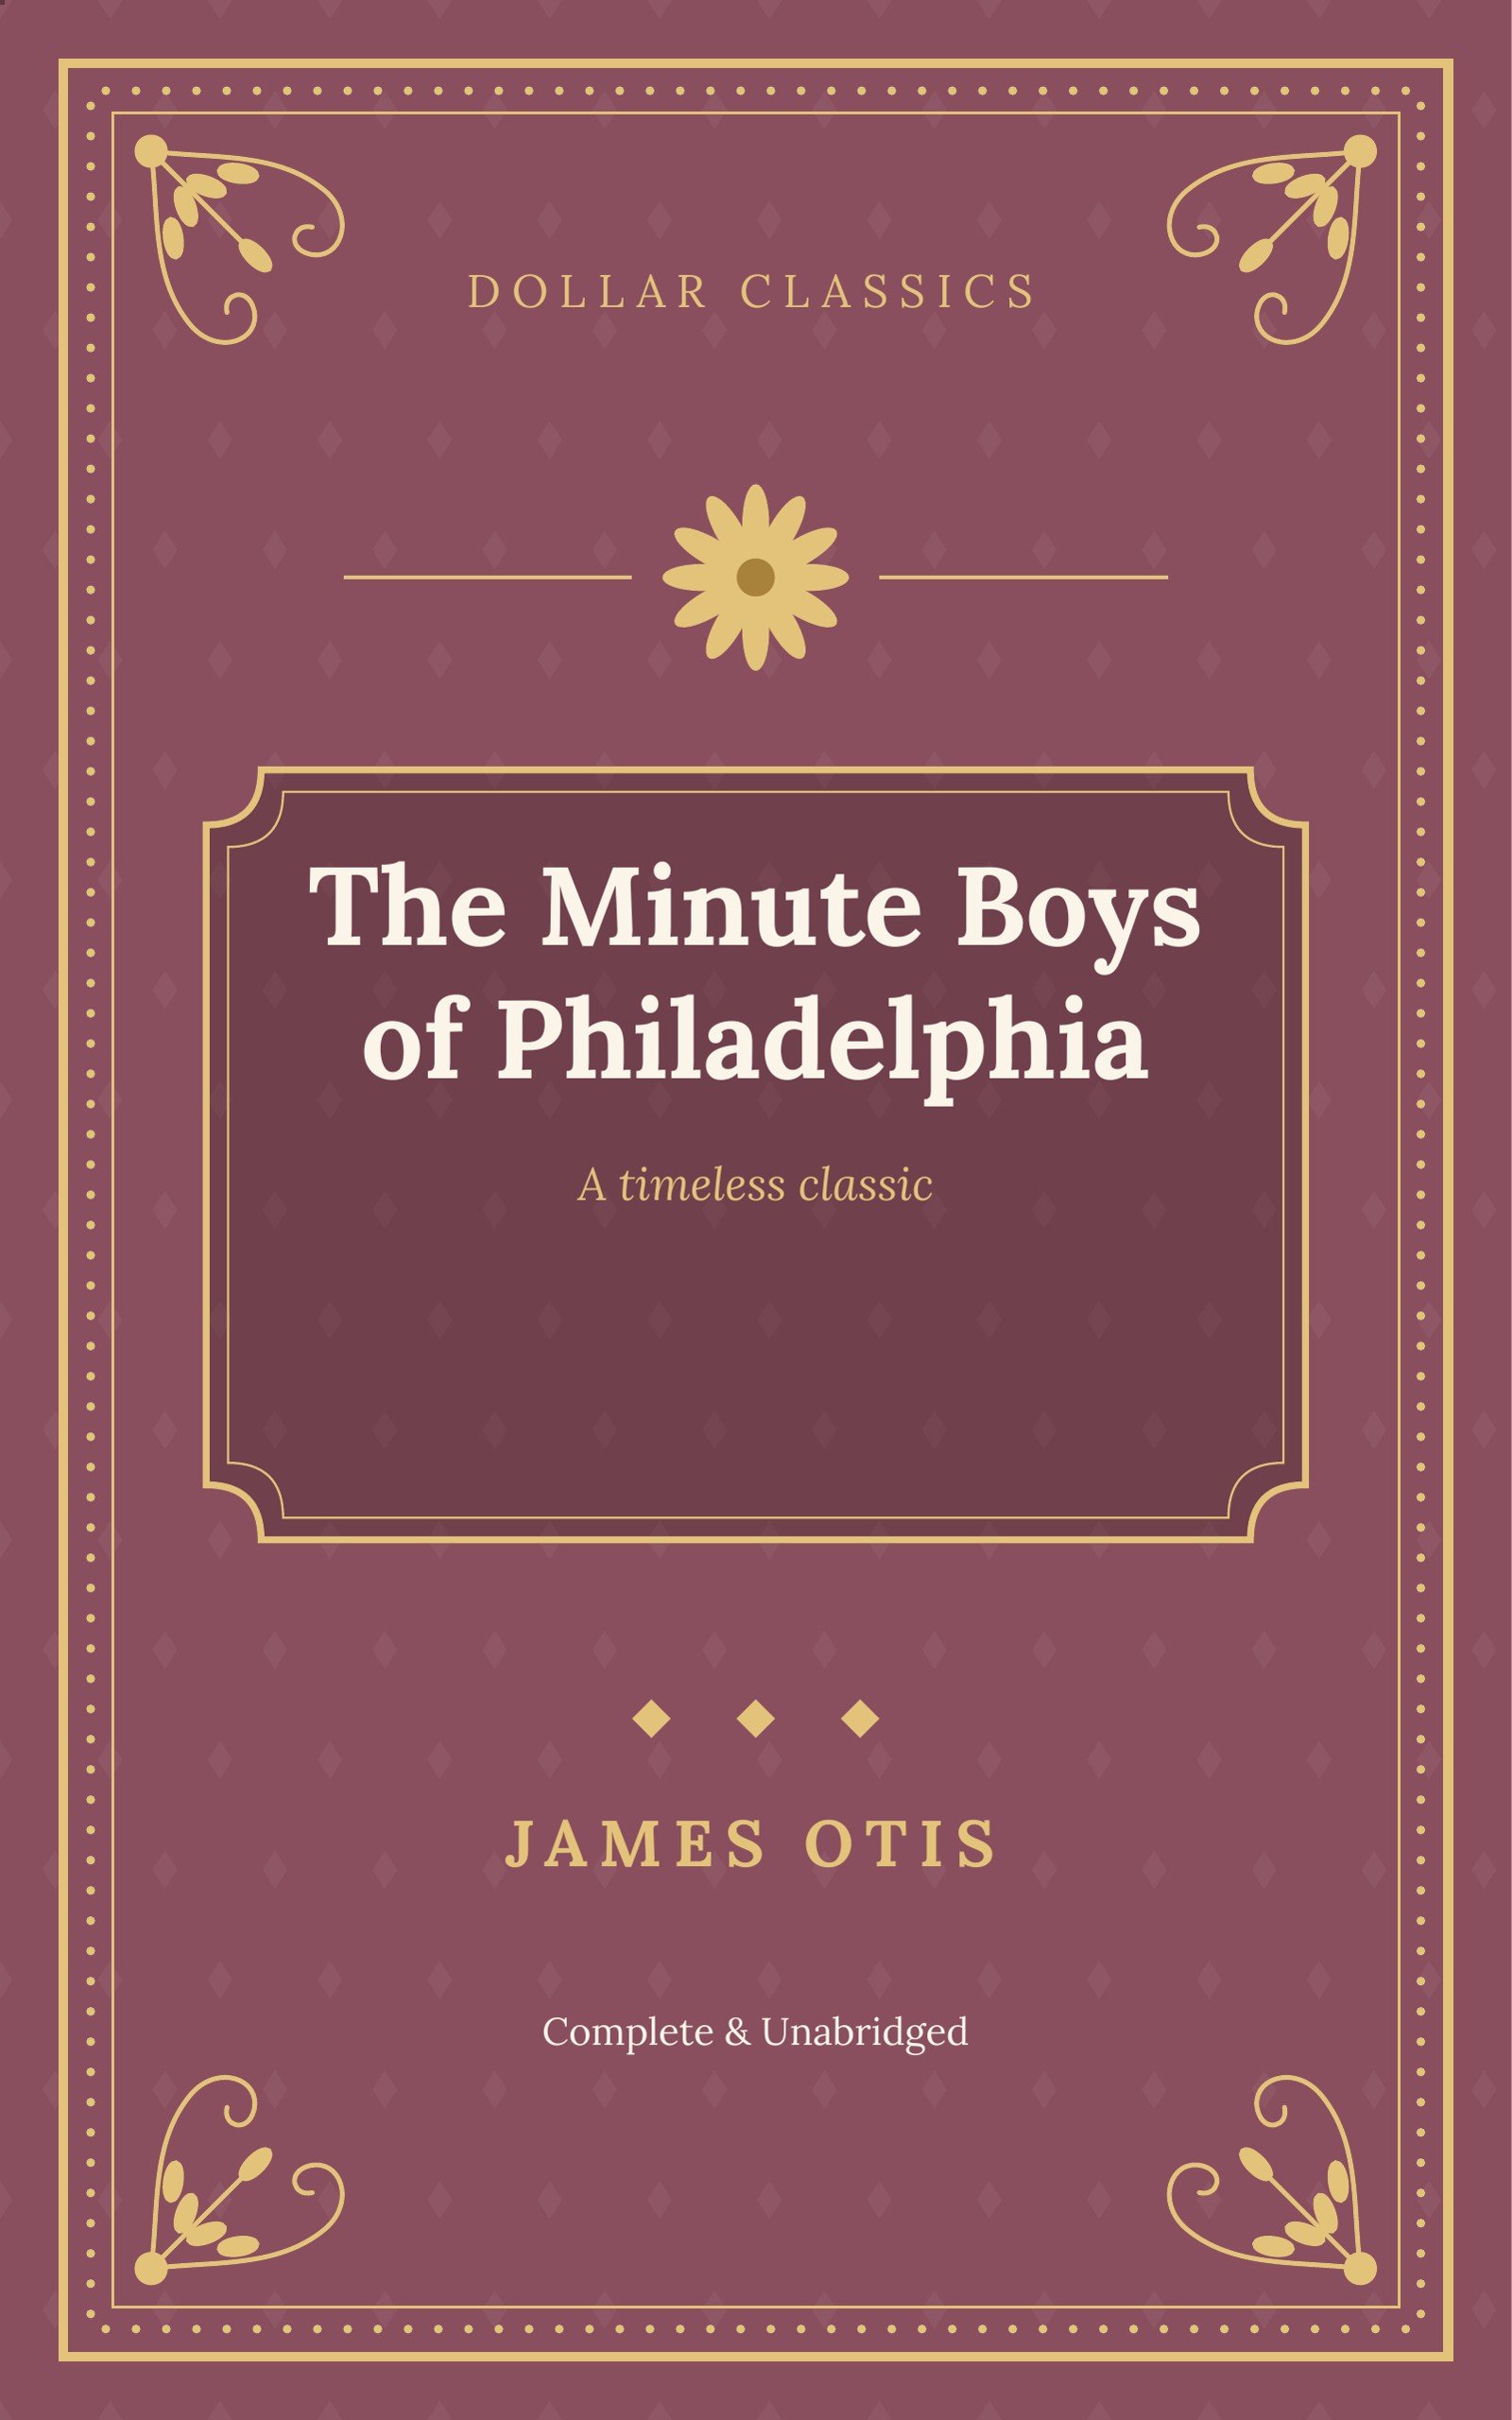 DOLLAR CLASSICS
The Minute Boys
of Philadelphia
A timeless classic
JAMES OTIS
Complete & Unabridged